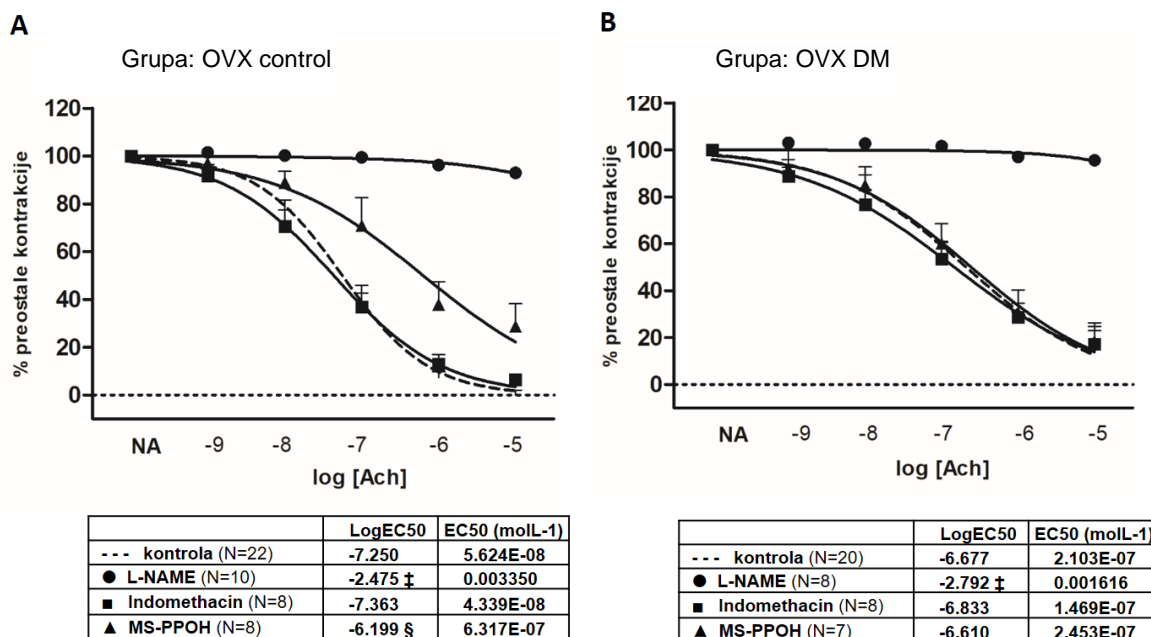 A
Grupa: OVX control
120
100
80
60
40
20
0
% preostale kontrakcije
NA -9 -8 -7 -6 -5
log [Ach]
LogEC50 EC50 (molL-1)
--- kontrola (N=22) -7.250 5.624E-08
● L-NAME (N=10) -2.475 ‡ 0.003350
■ Indomethacin (N=8) -7.363 4.339E-08
▲ MS-PPOH (N=8) -6.199 § 6.317E-07
B
Grupa: OVX DM
120
100
80
60
40
20
0
% preostale kontrakcije
NA -9 -8 -7 -6 -5
log [Ach]
LogEC50 EC50 (molL-1)
--- kontrola (N=20) -6.677 2.103E-07
● L-NAME (N=8) -2.792 ‡ 0.001616
■ Indomethacin (N=8) -6.833 1.469E-07
▲ MS-PPOH (N=7) -6.610 2.453E-07